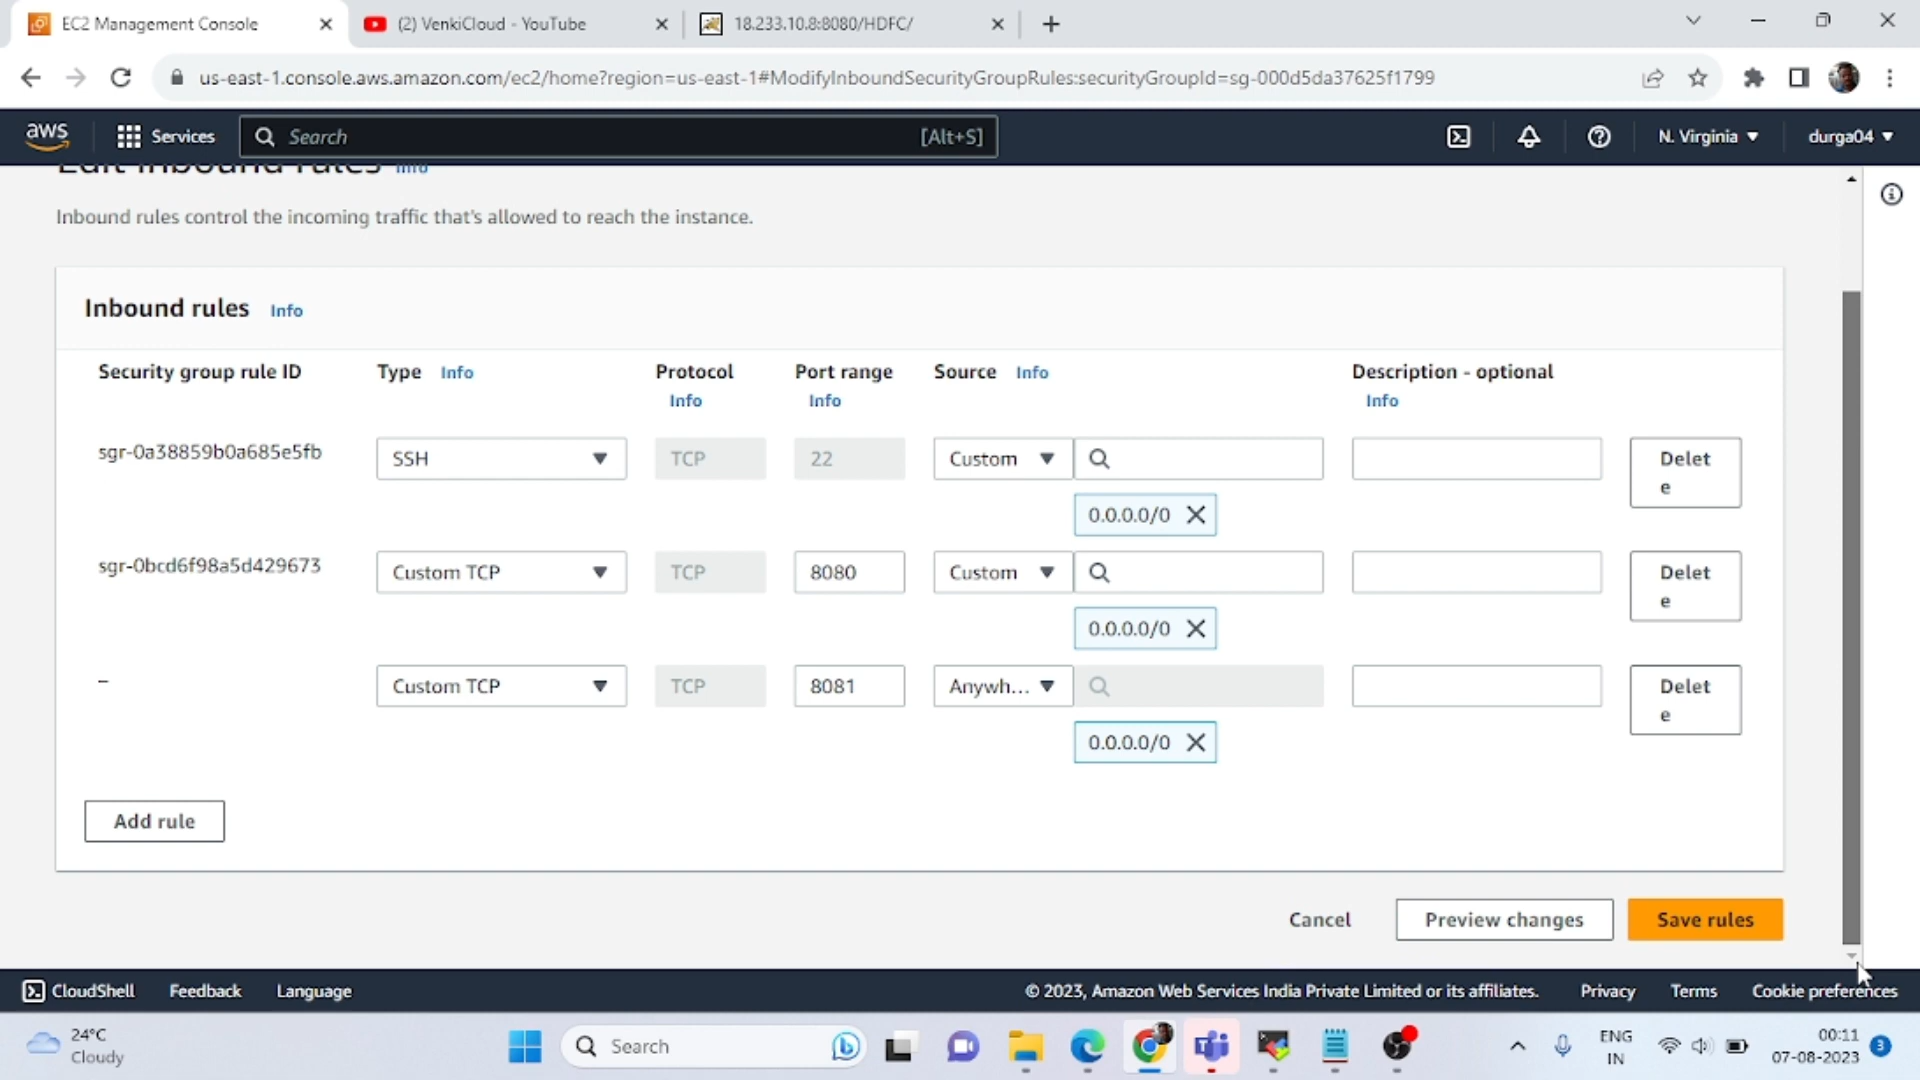 EC2 Management Console
(2) VenkiCloud - YouTube
18.233.10.8:8080/HDFC/
us-east-1.console.aws.amazon.com/ec2/home?region=us-east-1#ModifyInboundSecurityGroupRules:securityGroupId=sg-000d5da37625f1799
aws
Services
Search
[Alt+S]
N. Virginia
durga04
Edit inbound rules Info
Inbound rules control the incoming traffic that's allowed to reach the instance.
Inbound rules Info
Security group rule ID
Type Info
Protocol
Info
Port range
Info
Source Info
Description - optional
Info
sgr-0a38859b0a685e5fb
SSH
TCP
22
Custom
Delet
e
0.0.0.0/0
sgr-0bcd6f98a5d429673
Custom TCP
TCP
8080
Custom
Delet
e
0.0.0.0/0
–
Custom TCP
TCP
8081
Anywh...
Delet
e
0.0.0.0/0
Add rule
Cancel
Preview changes
Save rules
CloudShell
Feedback
Language
© 2023, Amazon Web Services India Private Limited or its affiliates.
Privacy
Terms
Cookie preferences
24°C
Cloudy
Search
ENG
IN
00:11
07-08-2023
3